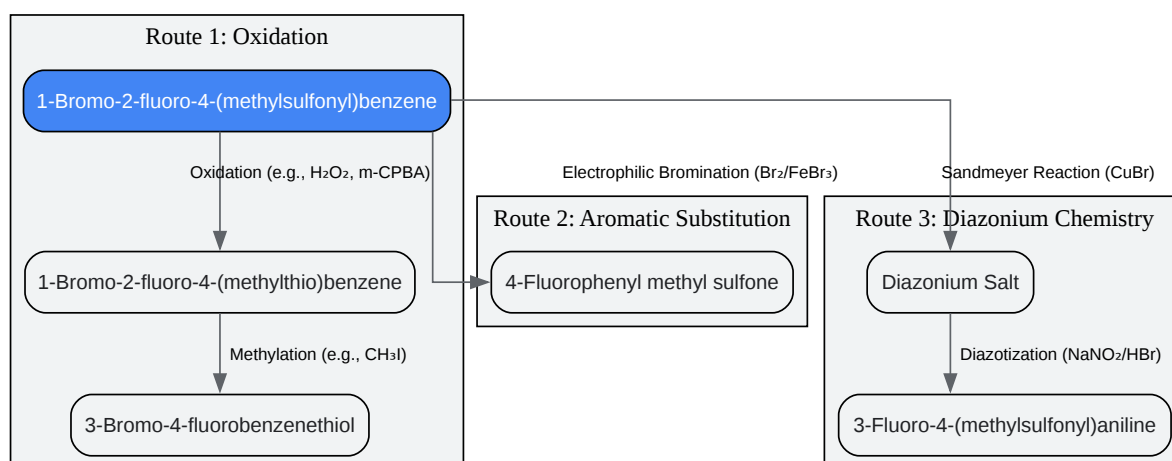 Route 1: Oxidation
1-Bromo-2-fluoro-4-(methylsulfonyl)benzene
Oxidation (e.g., H₂O₂, m-CPBA)
Electrophilic Bromination (Br₂/FeBr₃)
Sandmeyer Reaction (CuBr)
Route 2: Aromatic Substitution
Route 3: Diazonium Chemistry
1-Bromo-2-fluoro-4-(methylthio)benzene
4-Fluorophenyl methyl sulfone
Diazonium Salt
Methylation (e.g., CH₃I)
Diazotization (NaNO₂/HBr)
3-Bromo-4-fluorobenzenethiol
3-Fluoro-4-(methylsulfonyl)aniline